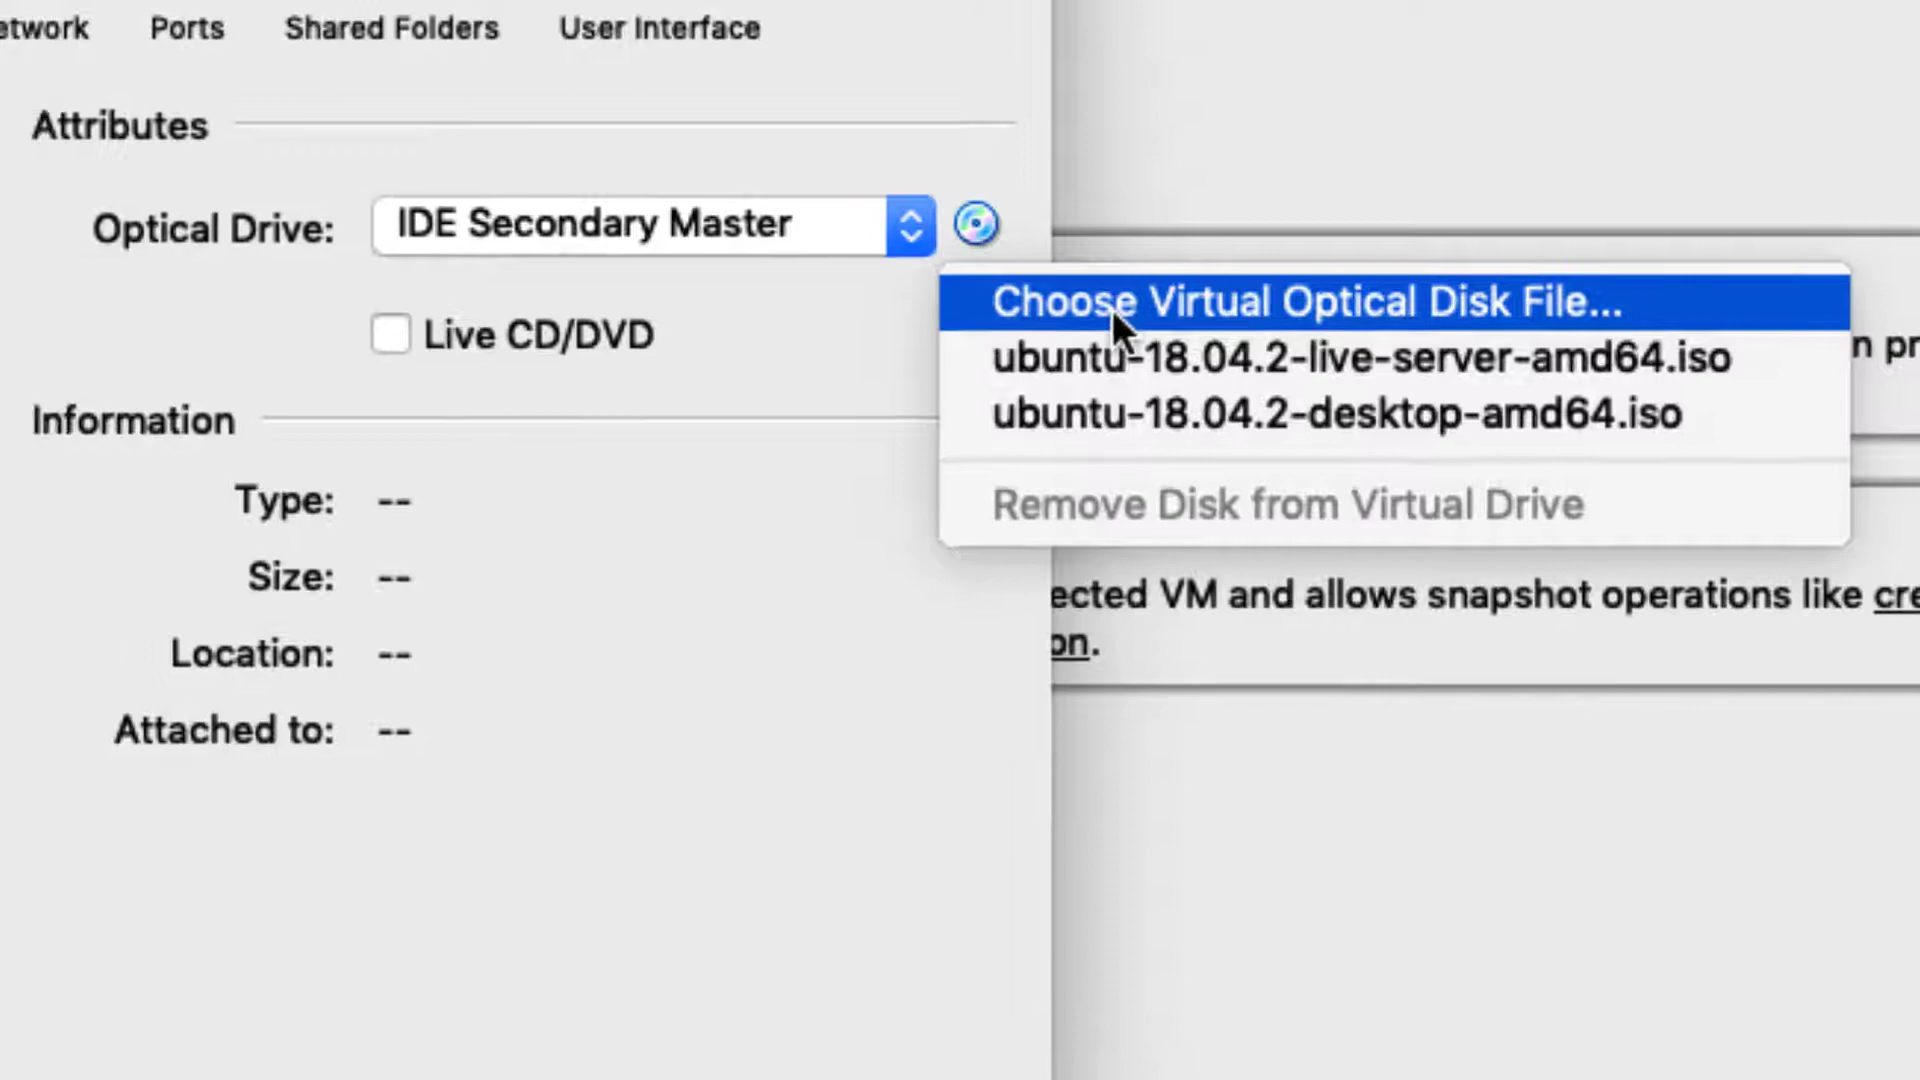 Ports Shared Folders User Interface
Attributes
Optical Drive: IDE Secondary Master
Choose Virtual Optical Disk File...
Live CD/DVD
ubuntu-18.04.2-live-server-amd64.iso
ubuntu-18.04.2-desktop-amd64.iso
Information
Remove Disk from Virtual Drive
Type: --
Size: --
ected VM and allows snapshot operations like
on.
Location: --
Attached to: --